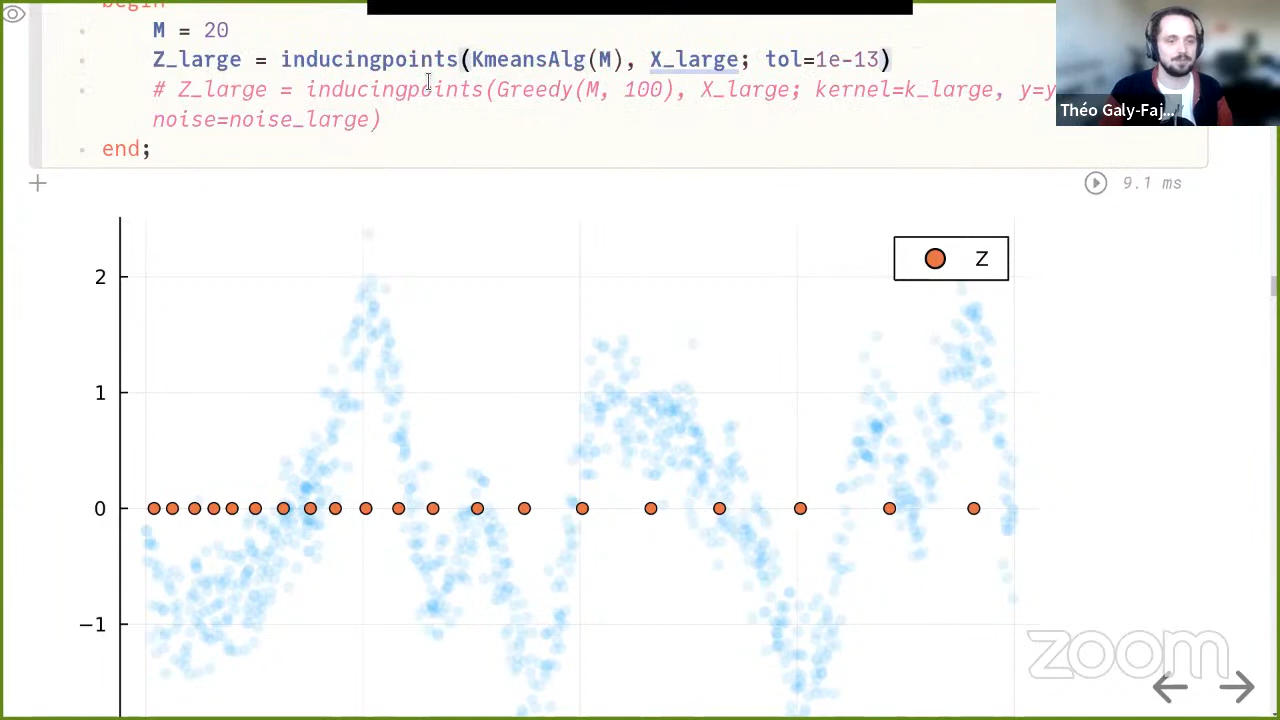 begin
M = 20
Z_large = inducingpoints(KmeansAlg(M), X_large; tol=1e-13)
# Z_large = inducingpoints(Greedy(M, 100), X_large; kernel=k_large, y=y
noise=noise_large)
end;
Théo Galy-Faj...
9.1 ms
Z
2
1
0
−1
zoom